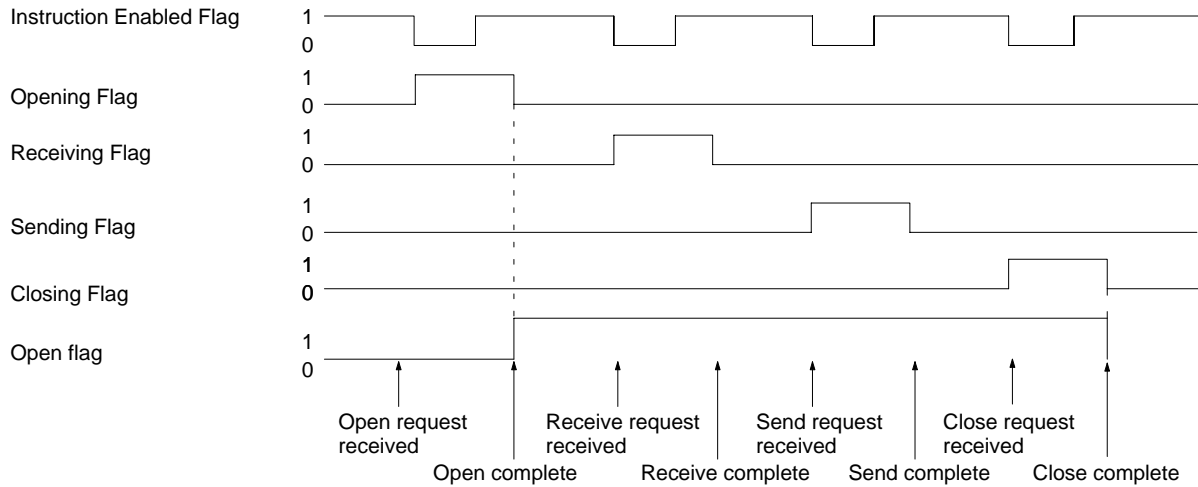 Instruction Enabled Flag
1
0
Opening Flag
1
0
Receiving Flag
1
0
Sending Flag
1
0
Closing Flag
1
0
Open flag
1
0
Open request
received
Receive request
received
Send request
received
Close request
received
Open complete
Receive complete
Send complete
Close complete